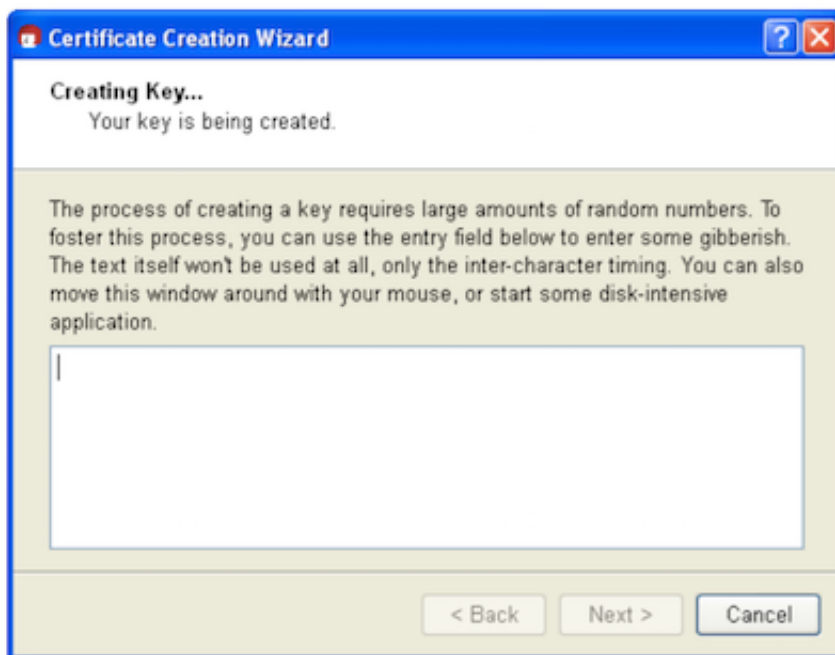 Certificate Creation Wizard
Creating Key...
Your key is being created.
The process of creating a key requires large amounts of random numbers. To
foster this process, you can use the entry field below to enter some gibberish.
The text itself won't be used at all, only the inter-character timing. You can also
move this window around with your mouse, or start some disk-intensive
application.
< Back Next > Cancel